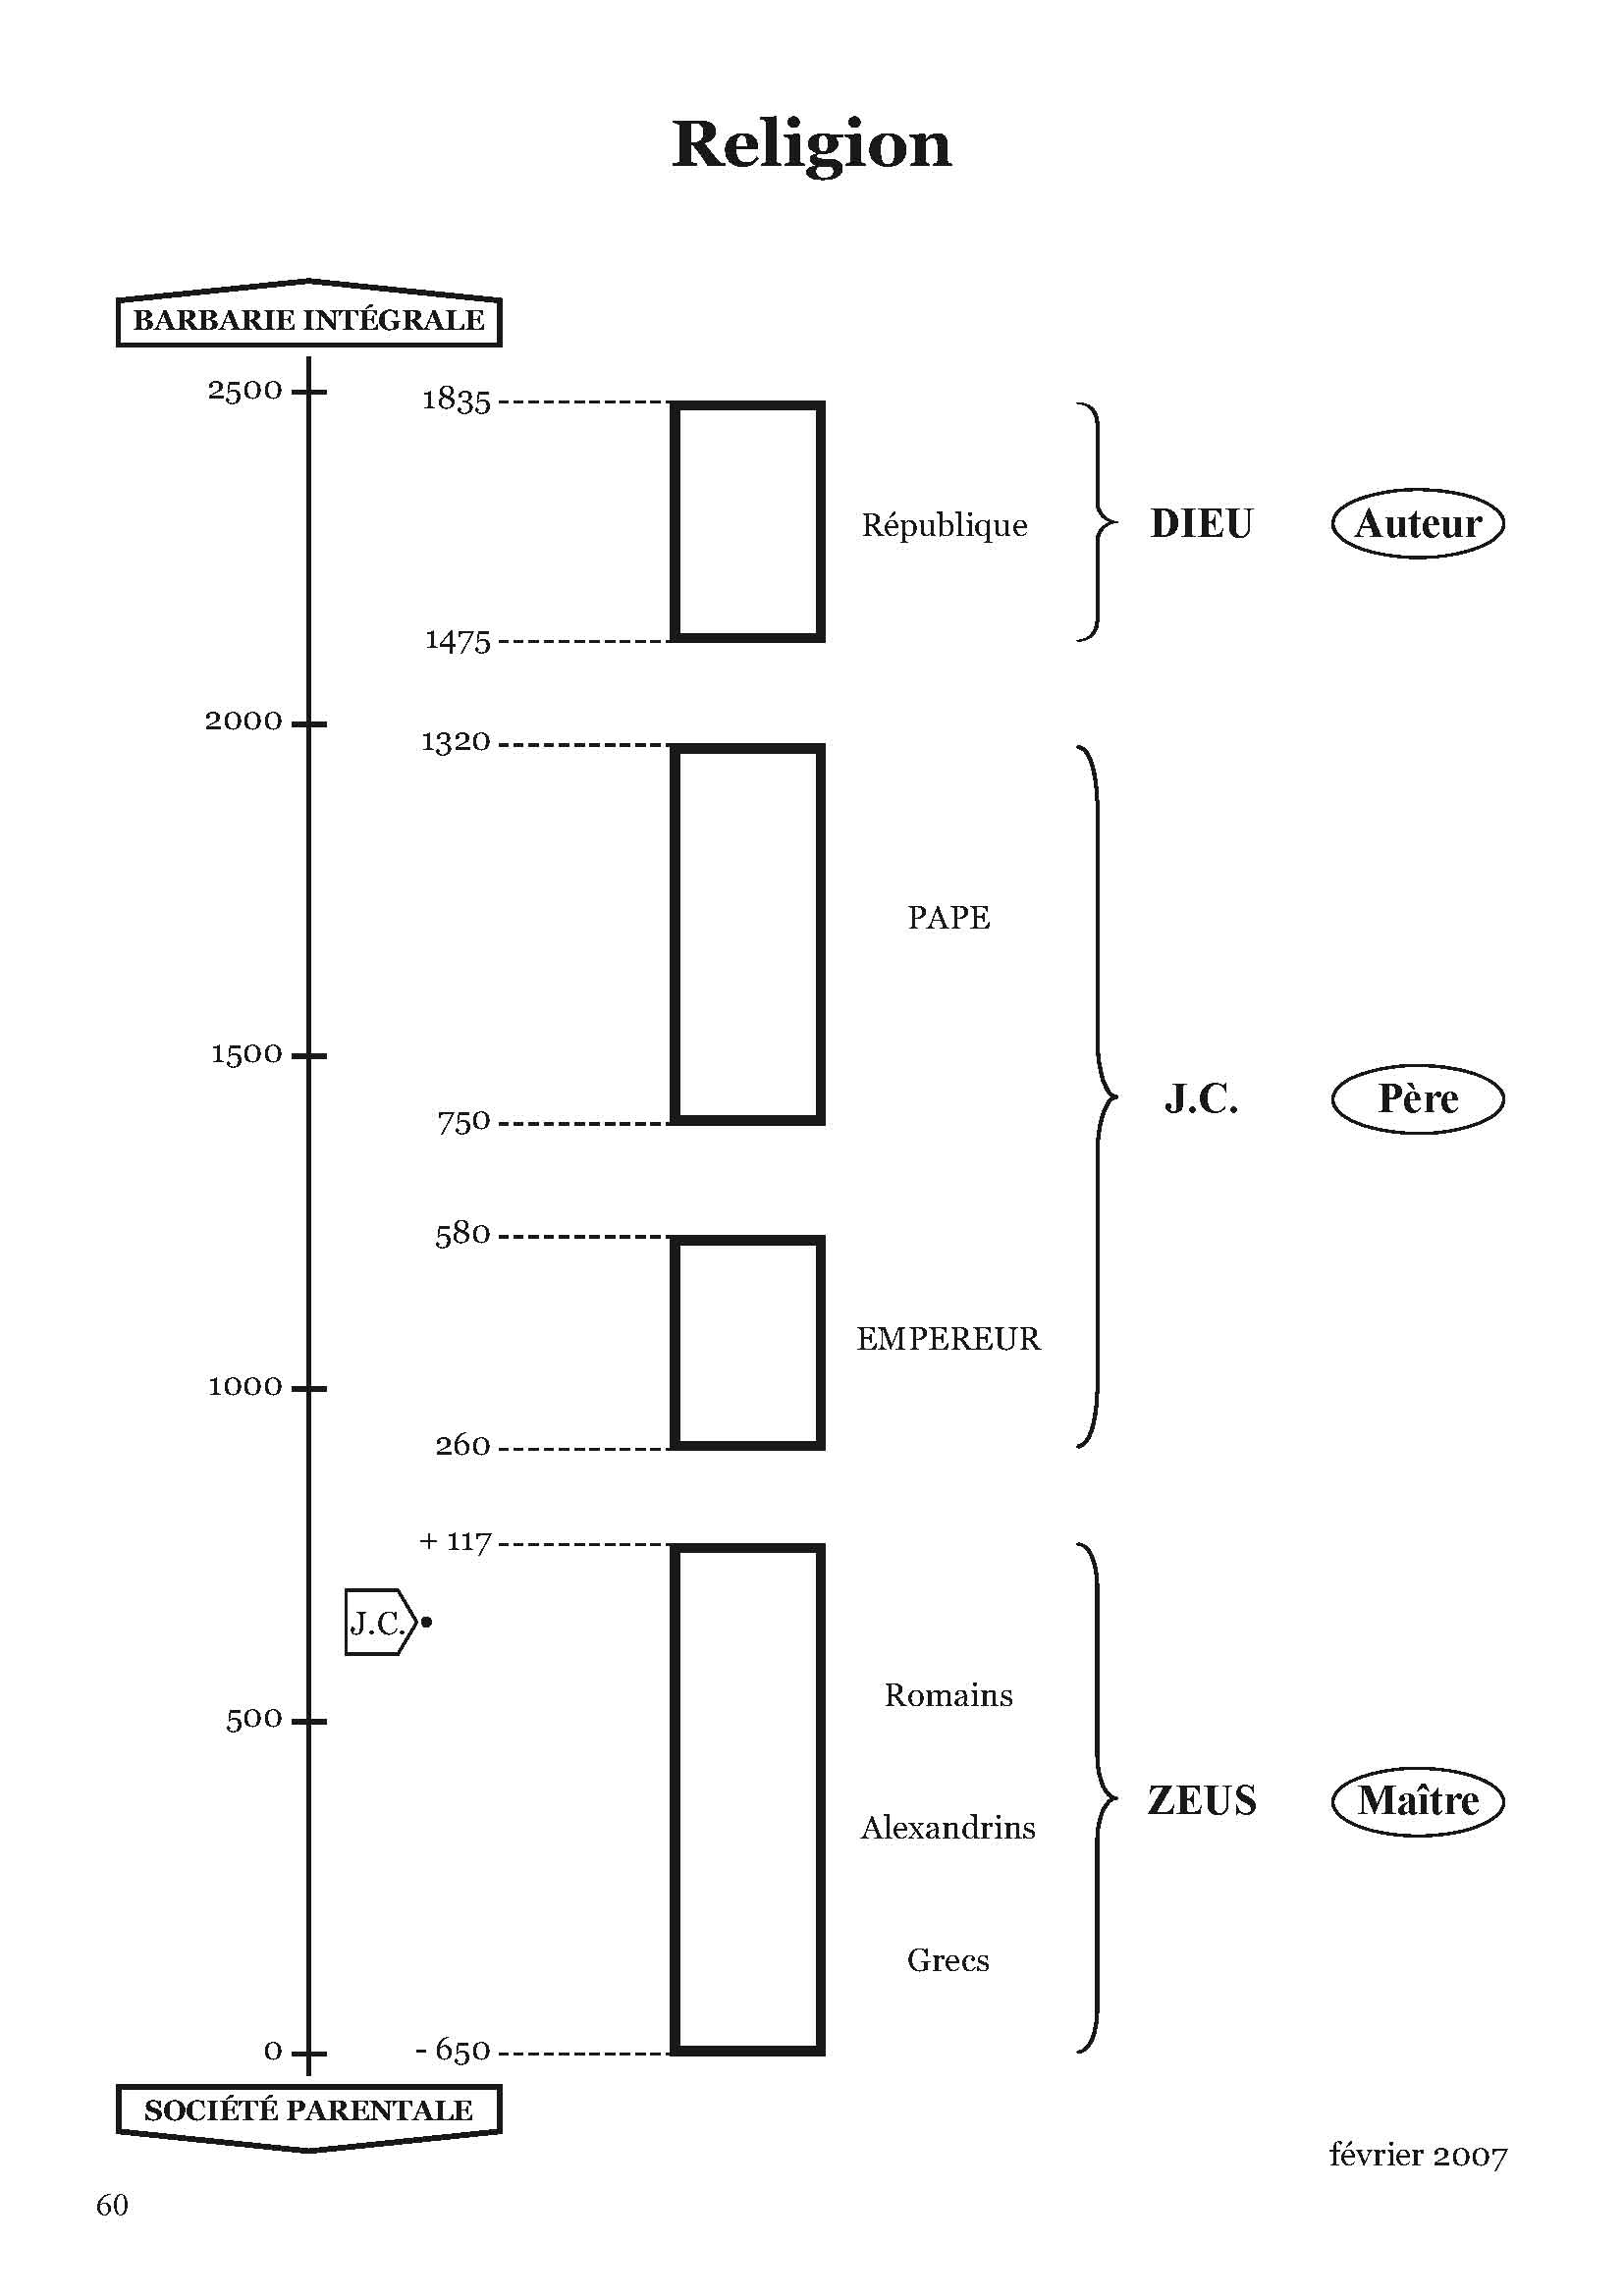 Religion
BARBARIE INTÉGRALE
2500
1835
République
DIEU
Auteur
1475
2000
1320
PAPE
1500
J.C.
Père
750
580
EMPEREUR
1000
260
+ 117
J.C.
Romains
500
ZEUS
Maître
Alexandrins
Grecs
0
- 650
SOCIÉTÉ PARENTALE
février 2007
60